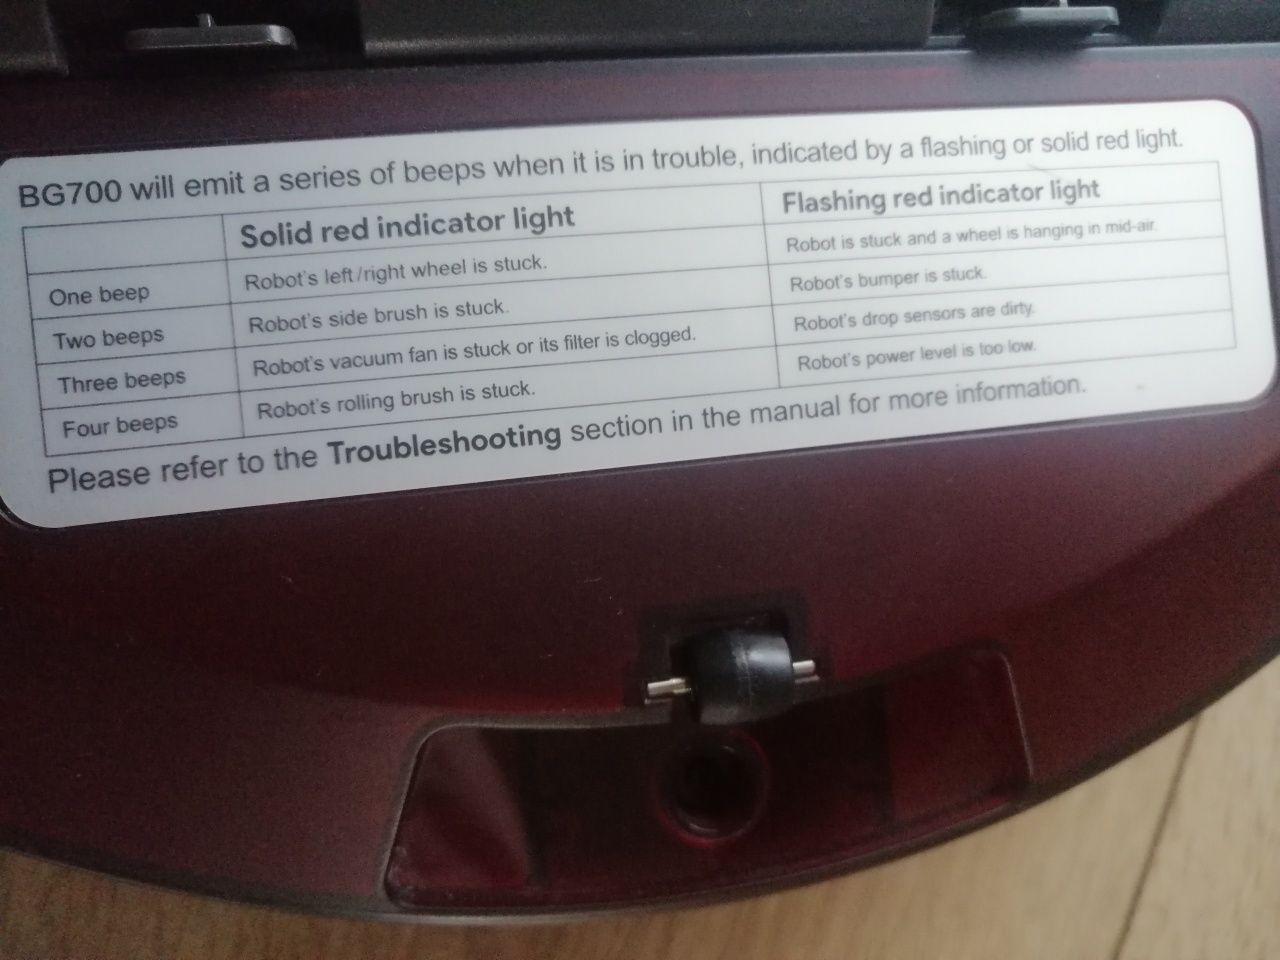 BG700 will emit a series of beeps when it is in trouble, indicated by a flashing or solid red light.
Solid red indicator light Flashing red indicator light
One beep Robot's left/right wheel is stuck. Robot is stuck and a wheel is hanging in mid-air.
Two beeps Robot's side brush is stuck. Robot's bumper is stuck.
Three beeps Robot's vacuum fan is stuck or its filter is clogged. Robot's drop sensors are dirty.
Four beeps Robot's rolling brush is stuck. Robot's power level is too low.
Please refer to the Troubleshooting section in the manual for more information.